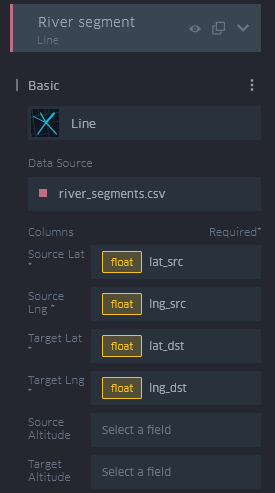 River segment
Line
Basic
Line
Data Source
river_segments.csv
Columns
Required*
Source Lat
*
float lat_src
Source
Lng *
float lng_src
Target Lat
*
float lat_dst
Target Lng
*
float lng_dst
Source
Altitude
Select a field
Target
Altitude
Select a field